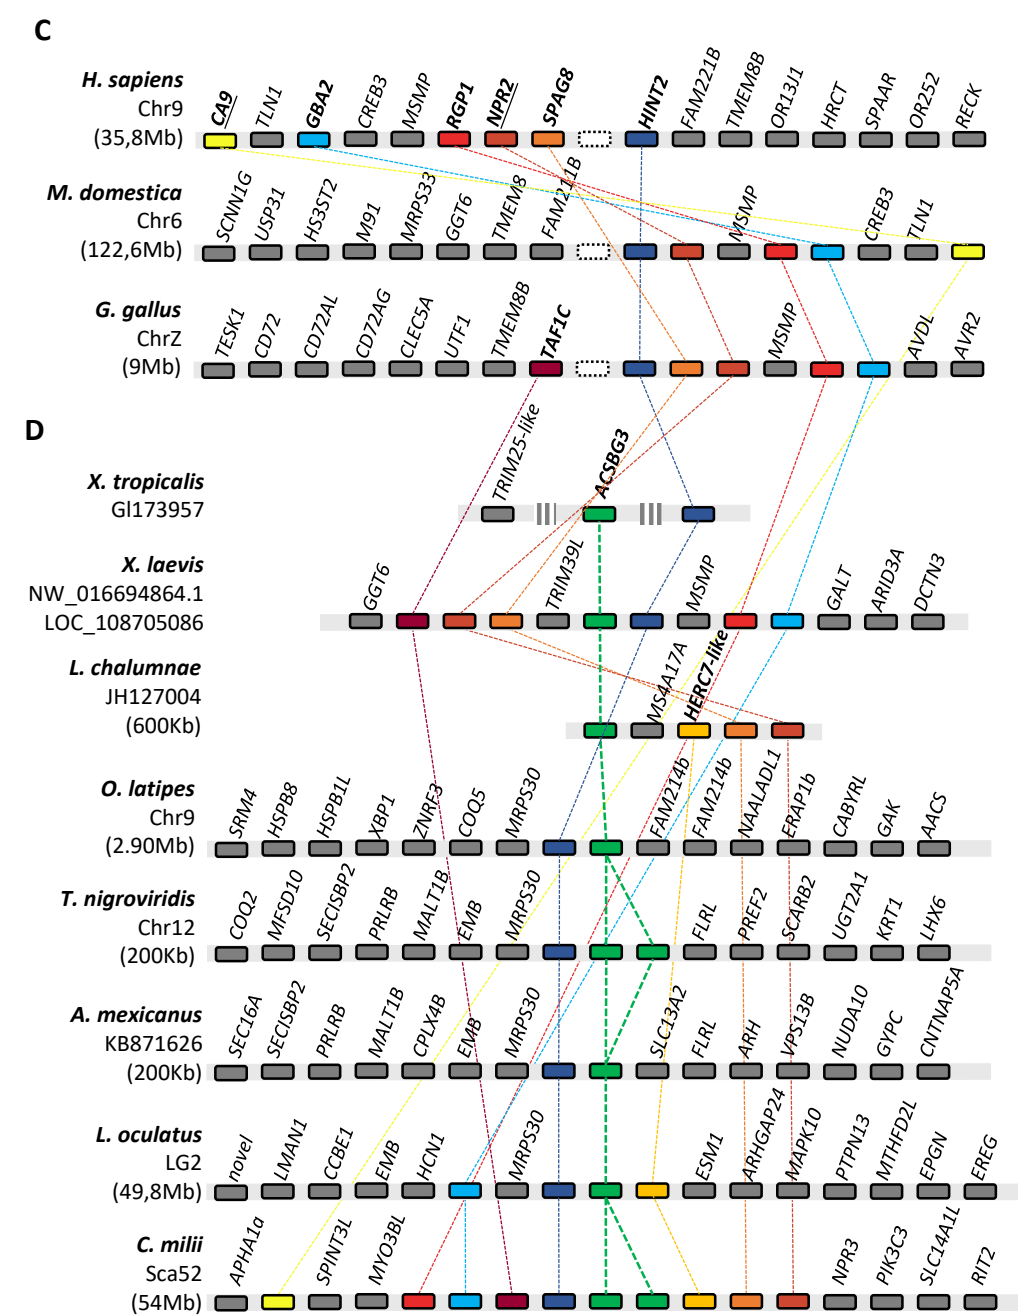 C
H. sapiens
Chr9
(35,8Mb)
CA9 TLN1 GBA2 CREB3 MSMP RGP1 NPR2 SPAG8 HINT2 FAM221B TMEM8B OR13J1 HRCT SPAAR OR252 RECK
M. domestica
Chr6
(122,6Mb)
SCNN1G USP31 HS3ST2 M91 MRPS33 GGT6 TMEM8 FAM211B MSMP CREB3 TLN1
G. gallus
ChrZ
(9Mb)
TESK1 CD72 CD72AL CD72AG CLEC5A UTF1 TMEM8B TAF1C MSMP AVDL AVR2
D
X. tropicalis
Gl173957
TRIM25-like ACSBG3
X. laevis
NW_016694864.1
LOC_108705086
GGT6 TRIM39L MSMP GALT ARID3A DCTN3
L. chalumnae
JH127004
(600Kb)
MS4A17A HERC7-like
O. latipes
Chr9
(2.90Mb)
SRM4 HSPB8 HSPB1L XBP1 ZNRF3 COQ5 MRPS30 FAM214b FAM214b NAALADL1 ERAP1b CABYRL GAK AACS
T. nigroviridis
Chr12
(200Kb)
COQ2 MFSD10 SECISBP2 PRLRB MALT1B EMB MRPS30 FLRL PREF2 SCARB2 UGT2A1 KRT1 LHX6
A. mexicanus
KB871626
(200Kb)
SEC16A SECISBP2 PRLRB MALT1B CPLX4B EMB MRPS30 SLC13A2 FLRL ARH VPS13B NUDA10 GYPC CNTNAP5A
L. oculatus
LG2
(49,8Mb)
novel LMAN1 CCBE1 EMB HCN1 MRPS30 ESM1 ARHGAP24 MAPK10 PTPN13 MTHFD2L EPGN EREG
C. milii
Sca52
(54Mb)
APHA1a SPINT3L MYO3BL NPR3 PIK3C3 SLC14A1L RIT2